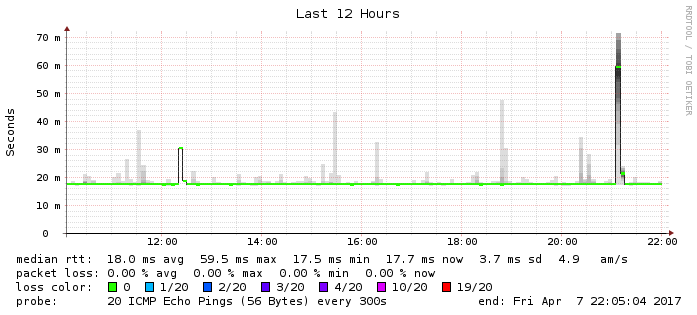 Last 12 Hours
RRDTOOL / TOBI OETIKER
Seconds
70 m
60 m
50 m
40 m
30 m
20 m
10 m
0
12:00 14:00 16:00 18:00 20:00 22:00
median rtt: 18.0 ms avg 59.5 ms max 17.5 ms min 17.7 ms now 3.7 ms sd 4.9 am/s
packet loss: 0.00 % avg 0.00 % max 0.00 % min 0.00 % now
loss color: 0 1/20 2/20 3/20 4/20 10/20 19/20
probe: 20 ICMP Echo Pings (56 Bytes) every 300s end: Fri Apr 7 22:05:04 2017